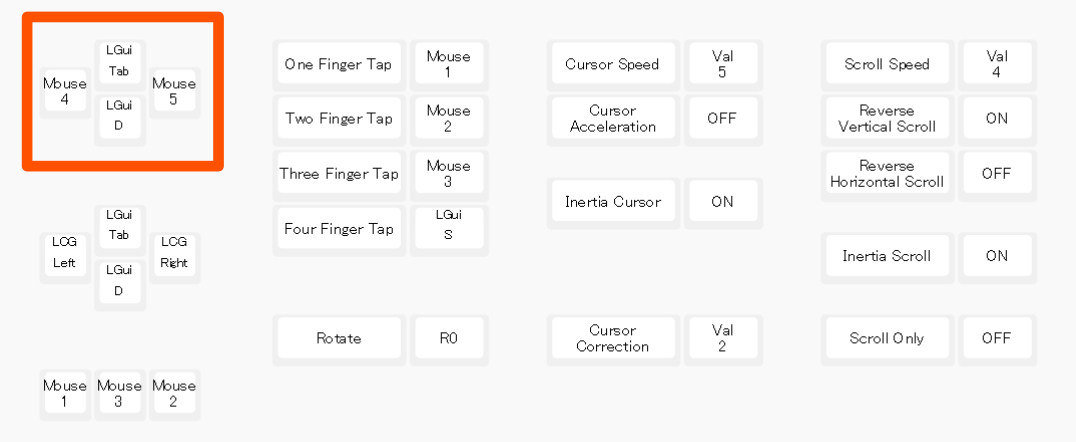 LGui
Tab
Mouse
4
Mouse
5
LGui
D
LGui
Tab
LCG
Left
LCG
Right
LGui
D
Mouse
1
Mouse
3
Mouse
2
One Finger Tap
Mouse
1
Two Finger Tap
Mouse
2
Three Finger Tap
Mouse
3
Four Finger Tap
LGui
S
Rotate
R0
Cursor Speed
Val
5
Cursor
Acceleration
OFF
Inertia Cursor
ON
Cursor
Correction
Val
2
Scroll Speed
Val
4
Reverse
Vertical Scroll
ON
Reverse
Horizontal Scroll
OFF
Inertia Scroll
ON
Scroll Only
OFF